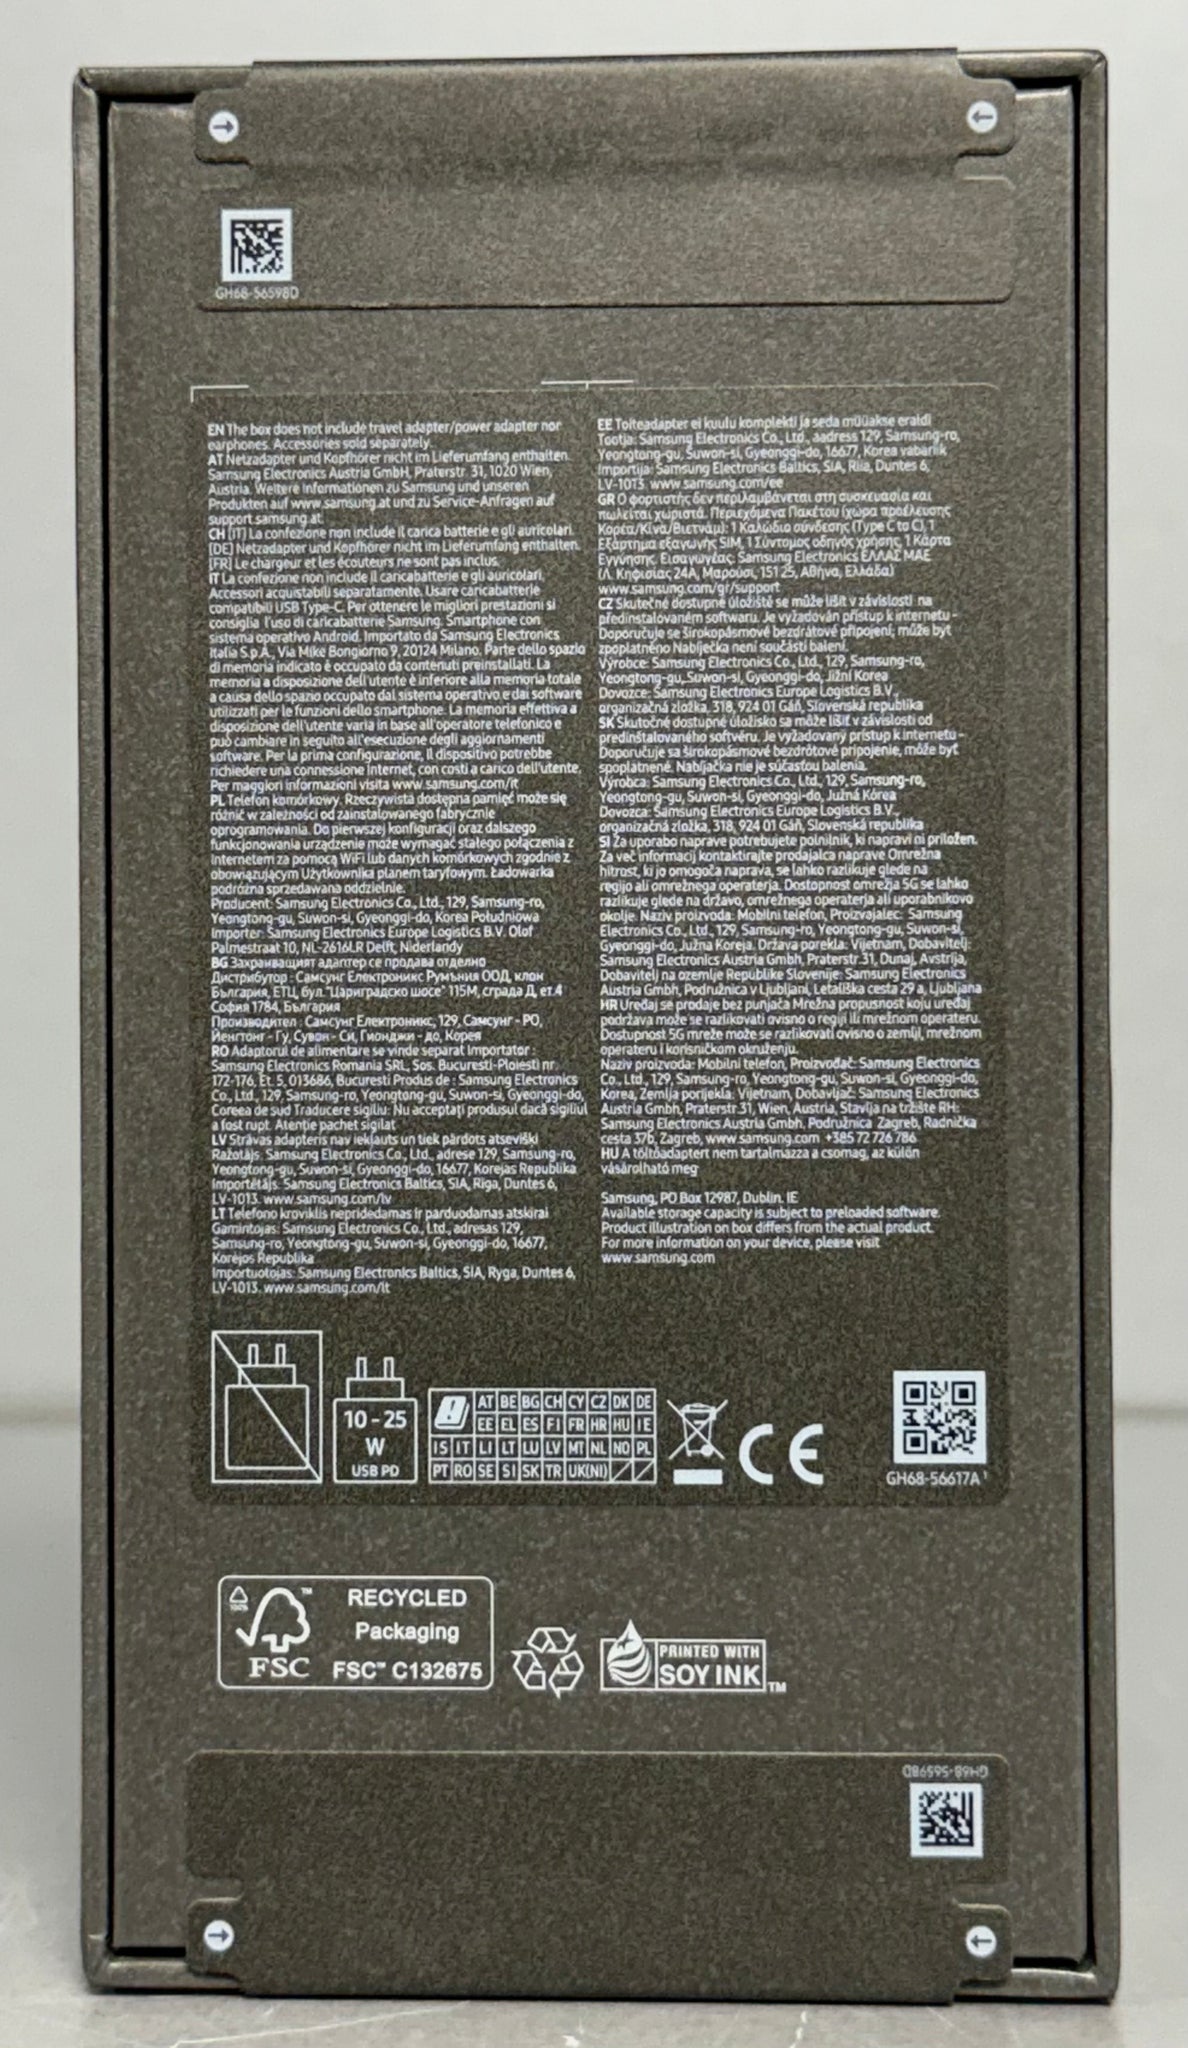 GH68-56598D
EN The box does not include travel adapter/power adapter nor
earphones. Accessories sold separately.
AT Netzadapter und Kopfhörer nicht im Lieferumfang enthalten.
Samsung Electronics Austria GmbH, Praterstr. 31, 1020 Wien,
Austria. Weitere Informationen zu Samsung und unseren
Produkten auf www.samsung.at und zu Service-Anfragen auf
support.samsung.at
CH [IT] La confezione non include il carica batterie e gli auricolari.
[DE] Netzadapter und Kopfhörer nicht im Lieferumfang enthalten.
[FR] Le chargeur et les écouteurs ne sont pas inclus.
IT La confezione non include il caricabatterie e gli auricolari.
Accessori acquistabili separatamente. Usare caricabatterie
compatibili USB Type-C. Per ottenere le migliori prestazioni si
consiglia l'uso di caricabatterie Samsung. Smartphone con
sistema operativo Android. Importato da Samsung Electronics
Italia S.p.A., Via Mike Bongiorno 9, 20124 Milano. Parte dello spazio
di memoria indicato è occupato da contenuti preinstallati. La
memoria a disposizione dell'utente è inferiore alla memoria totale
a causa dello spazio occupato dal sistema operativo e dai software
utilizzati per le funzioni dello smartphone. La memoria effettiva a
disposizione dell'utente varia in base all'operatore telefonico e
può cambiare in seguito all'esecuzione degli aggiornamenti
software. Per la prima configurazione, il dispositivo potrebbe
richiedere una connessione Internet, con costi a carico dell'utente.
Per maggiori informazioni visita www.samsung.com/it
PL Telefon komórkowy. Rzeczywista dostępna pamięć może się
różnić w zależności od zainstalowanego fabrycznie
oprogramowania. Do pierwszej konfiguracji oraz dalszego
funkcjonowania urządzenie może wymagać stałego połączenia z
Internetem za pomocą WiFi lub danych komórkowych zgodnie z
obowiązującym Użytkownika planem taryfowym. Ładowarka
podróżna sprzedawana oddzielnie.
Producent: Samsung Electronics Co., Ltd., 129, Samsung-ro,
Yeongtong-gu, Suwon-si, Gyeonggi-do, Korea Południowa
Importer: Samsung Electronics Europe Logistics B.V. Olof
Palmestraat 10, NL-2616LR Delft, Niderlandy
BG Захранващият адаптер се продава отделно
Дистрибутор : Самсунг Електроникс Румъния ООД, клон
България, ЕТЦ, бул."Цариградско шосе" 115М, сграда Д, ет.4
София 1784, България
Производител : Самсунг Електроникс, 129, Самсунг - РО,
Йенгтонг - Гу, Сувон - Си, Гионджи - до, Корея
RO Adaptorul de alimentare se vinde separat Importator :
Samsung Electronics Romania SRL, Sos. Bucuresti-Ploiesti nr.
172-176, Et. 5, 013686, Bucuresti Produs de : Samsung Electronics
Co., Ltd., 129, Samsung-ro, Yeongtong-gu, Suwon-si, Gyeonggi-do,
Coreea de sud Traducere sigiliu: Nu acceptați produsul dacă sigiliul
a fost rupt. Atenție pachet sigilat
LV Strāvas adapteris nav iekļauts un tiek pārdots atsevišķi
Ražotājs: Samsung Electronics Co., Ltd., adrese 129, Samsung-ro,
Yeongtong-gu, Suwon-si, Gyeonggi-do, 16677, Korejas Republika
Importētājs: Samsung Electronics Baltics, SIA, Rīga, Duntes 6,
LV-1013. www.samsung.com/lv
LT Telefono kroviklis nepridedamas ir parduodamas atskirai
Gamintojas: Samsung Electronics Co., Ltd., adresas 129,
Samsung-ro, Yeongtong-gu, Suwon-si, Gyeonggi-do, 16677,
Korėjos Republika
Importuotojas: Samsung Electronics Baltics, SIA, Ryga, Duntes 6,
LV-1013. www.samsung.com/lt
EE Toiteadapter ei kuulu komplekti ja seda müüakse eraldi
Tootja: Samsung Electronics Co., Ltd., aadress 129, Samsung-ro,
Yeongtong-gu, Suwon-si, Gyeonggi-do, 16677, Korea vabariik
Importija: Samsung Electronics Baltics, SIA, Riia, Duntes 6,
LV-1013. www.samsung.com/ee
GR Ο φορτιστής δεν περιλαμβάνεται στη συσκευασία και
πωλείται χωριστά. Περιεχόμενα Πακέτου (χώρα προέλευσης
Κορέα/Κίνα/Βιετνάμ): 1 Καλώδιο σύνδεσης (Type C to C), 1
Εξάρτημα εξαγωγής SIM, 1 Σύντομος οδηγός χρήσης, 1 Κάρτα
Εγγύησης. Εισαγωγέας: Samsung Electronics ΕΛΛΑΣ ΜΑΕ
(Λ. Κηφισίας 24Α, Μαρούσι, 151 25, Αθήνα, Ελλάδα)
www.samsung.com/gr/support
CZ Skutečné dostupné úložiště se může lišit v závislosti na
předinstalovaném softwaru. Je vyžadován přístup k internetu -
Doporučuje se širokopásmové bezdrátové připojení; může být
zpoplatněno Nabíječka není součástí balení.
Výrobce: Samsung Electronics Co., Ltd., 129, Samsung-ro,
Yeongtong-gu, Suwon-si, Gyeonggi-do, Jižní Korea
Dovozce: Samsung Electronics Europe Logistics B.V.,
organizačná zložka, 318, 924 01 Gáň, Slovenská republika
SK Skutočné dostupné úložisko sa môže líšiť v závislosti od
predinštalovaného softvéru. Je vyžadovaný prístup k internetu -
Doporučuje sa širokopásmové bezdrôtové pripojenie, môže byť
spoplatnené. Nabíjačka nie je súčasťou balenia.
Výrobca: Samsung Electronics Co., Ltd., 129, Samsung-ro,
Yeongtong-gu, Suwon-si, Gyeonggi-do, Južná Kórea
Dovozca: Samsung Electronics Europe Logistics B.V.,
organizačná zložka, 318, 924 01 Gáň, Slovenská republika
SI Za uporabo naprave potrebujete polnilnik, ki napravi ni priložen.
Za več informacij kontaktirajte prodajalca naprave Omrežna
hitrost, ki jo omogoča naprava, se lahko razlikuje glede na
regijo ali omrežnega operaterja. Dostopnost omrežja 5G se lahko
razlikuje glede na državo, omrežnega operaterja ali uporabnikovo
okolje. Naziv proizvoda: Mobilni telefon, Proizvajalec: Samsung
Electronics Co., Ltd., 129, Samsung-ro, Yeongtong-gu, Suwon-si,
Gyeonggi-do, Južna Koreja. Država porekla: Vijetnam, Dobavitelj:
Samsung Electronics Austria GmbH, Praterstr.31, Dunaj, Avstrija,
Dobavitelj na ozemlje Republike Slovenije: Samsung Electronics
Austria Gmbh, Podružnica v Ljubljani, Letališka cesta 29 a, Ljubljana
HR Uređaj se prodaje bez punjača Mrežna propusnost koju uređaj
podržava može se razlikovati ovisno o regiji ili mrežnom operateru.
Dostupnost 5G mreže može se razlikovati ovisno o zemlji, mrežnom
operateru i korisničkom okruženju.
Naziv proizvoda: Mobilni telefon, Proizvođač: Samsung Electronics
Co., Ltd., 129, Samsung-ro, Yeongtong-gu, Suwon-si, Gyeonggi-do,
Korea, Zemlja porijekla: Vijetnam, Dobavljač: Samsung Electronics
Austria Gmbh, Praterstr.31, Wien, Austria, Stavlja na tržište RH:
Samsung Electronics Austria Gmbh, Podružnica Zagreb, Radnička
cesta 37b, Zagreb, www.samsung.com +385 72 726 786
HU A töltőadaptert nem tartalmazza a csomag, az külön
vásárolható meg
Samsung, PO Box 12987, Dublin. IE
Available storage capacity is subject to preloaded software.
Product illustration on box differs from the actual product.
For more information on your device, please visit
www.samsung.com
10 - 25
W
USB PD
AT BE BG CH CY CZ DK DE
EE EL ES FI FR HR HU IE
IS IT LI LT LU LV MT NL NO PL
PT RO SE SI SK TR UK(NI)
CE
GH68-56617A
100%
FSC
RECYCLED
Packaging
FSC™ C132675
PRINTED WITH
SOY INK™
GH68-56598D